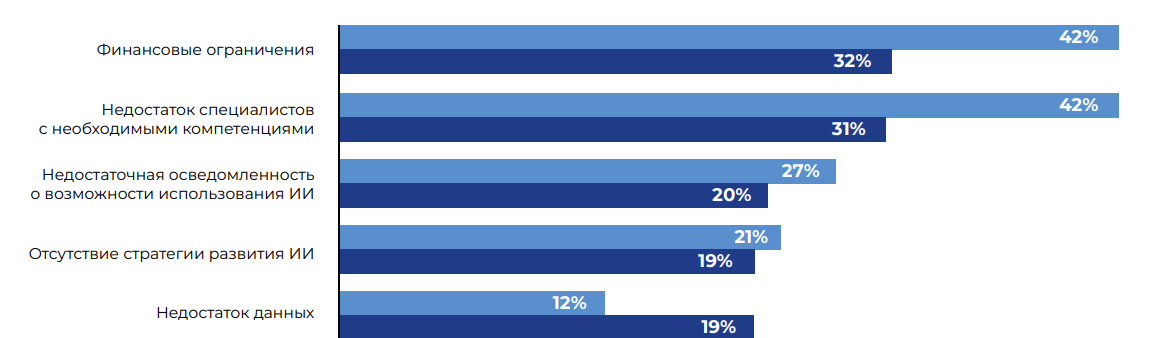 Финансовые ограничения
42%
32%
Недостаток специалистов
с необходимыми компетенциями
42%
31%
Недостаточная осведомленность
о возможности использования ИИ
27%
20%
Отсутствие стратегии развития ИИ
21%
19%
Недостаток данных
12%
19%